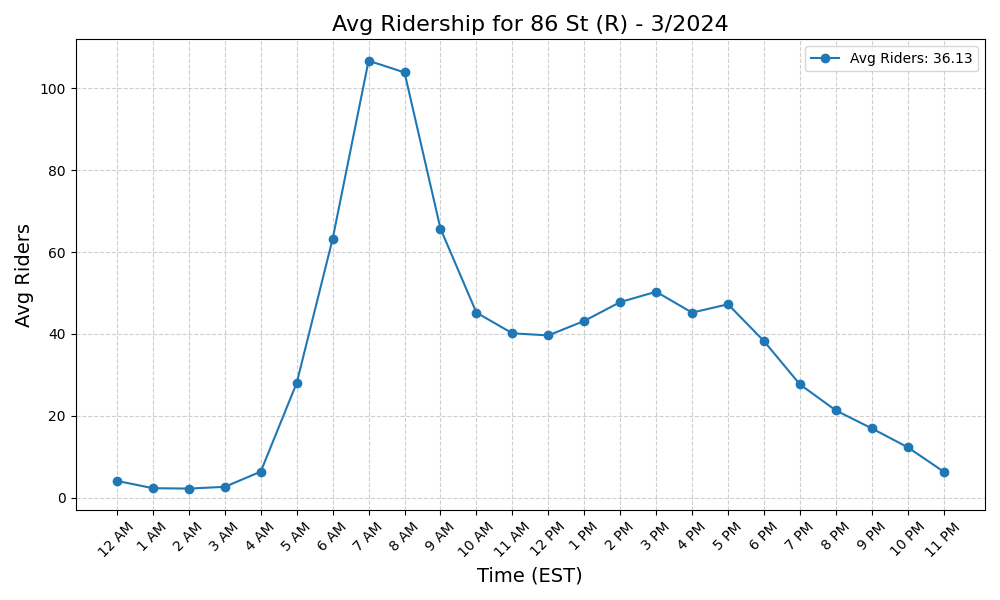 Avg Ridership for 86 St (R) - 3/2024
Avg Riders: 36.13
Avg Riders
100
80
60
40
20
0
12 AM
1 AM
2 AM
3 AM
4 AM
5 AM
6 AM
7 AM
8 AM
9 AM
10 AM
11 AM
12 PM
1 PM
2 PM
3 PM
4 PM
5 PM
6 PM
7 PM
8 PM
9 PM
10 PM
11 PM
Time (EST)